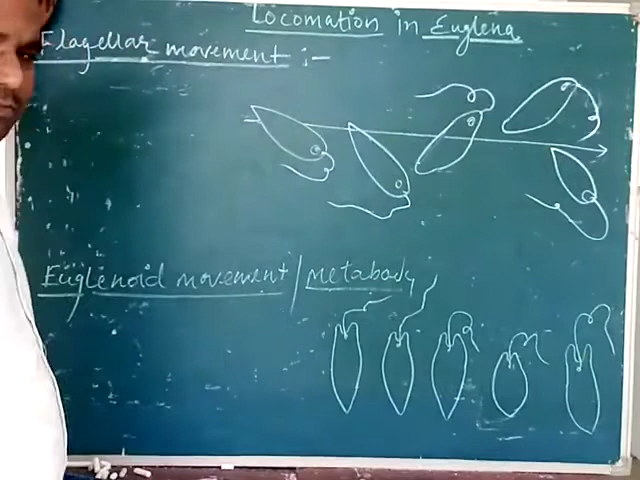 Locomation in Euglena
Flagellar movement :-
Euglenoid movement / metabody